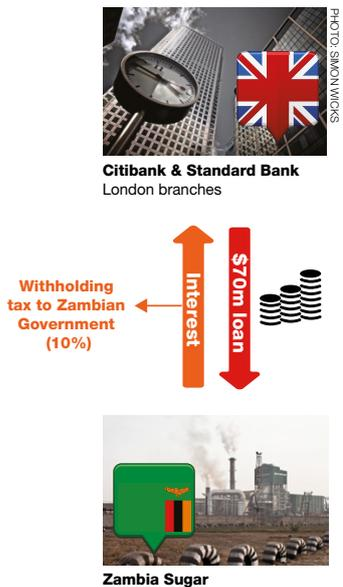 PHOTO: SIMON WICKS
Citibank & Standard Bank
London branches
Withholding
tax to Zambian
Government
(10%)
Interest
$70m loan
Zambia Sugar